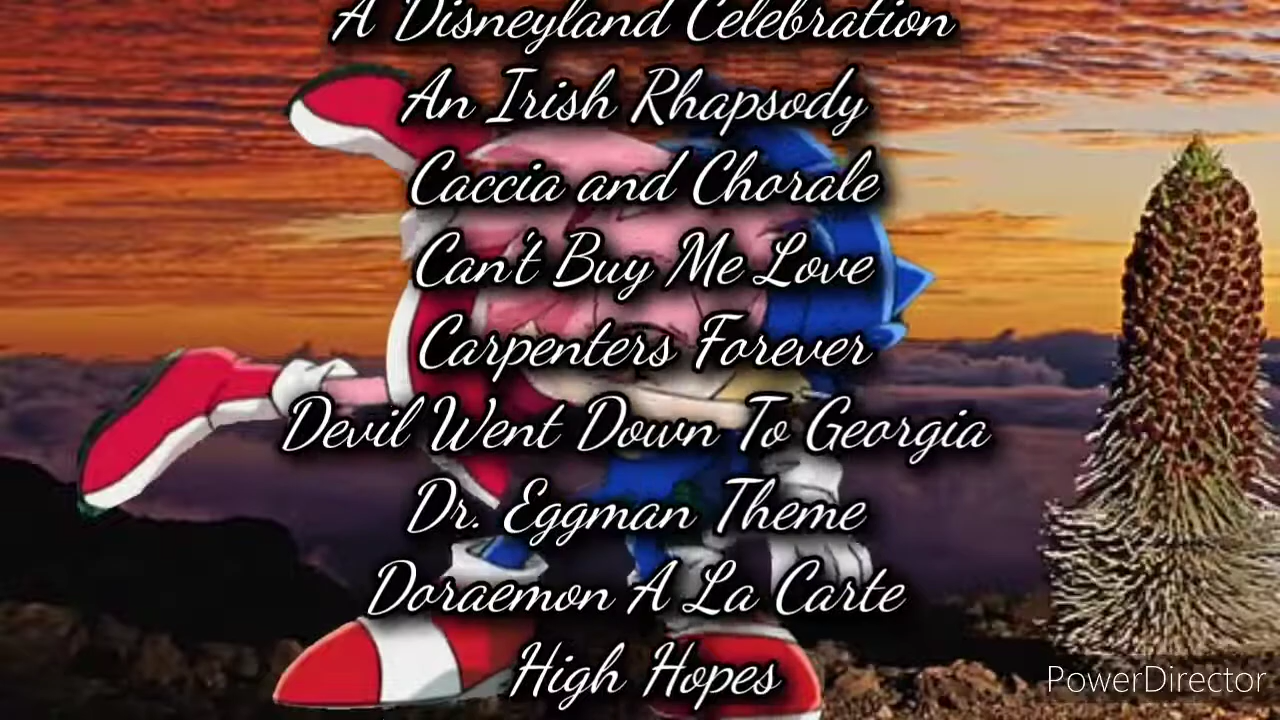 A Disneyland Celebration
An Irish Rhapsody
Caccia and Chorale
Can't Buy Me Love
Carpenters Forever
Devil Went Down To Georgia
Dr. Eggman Theme
Doraemon A La Carte
High Hopes
PowerDirector